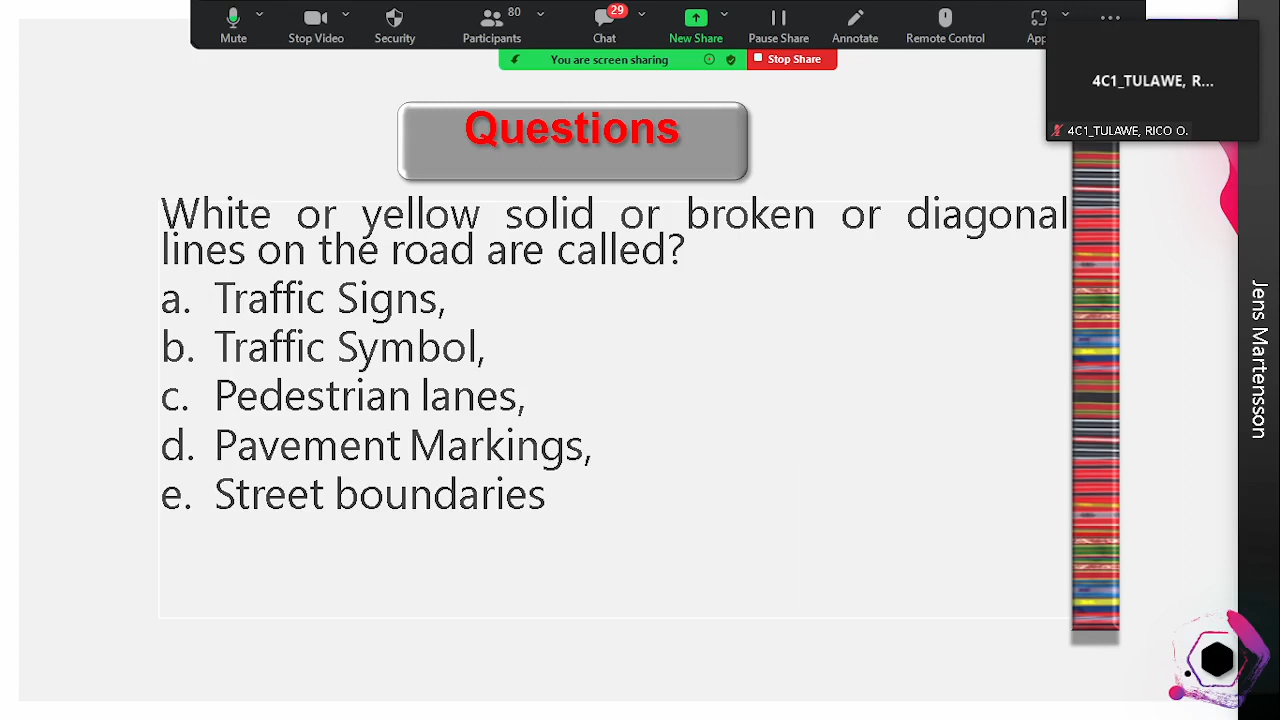 80
29
Mute
Stop Video
Security
Participants
Chat
New Share
Pause Share
Annotate
Remote Control
You are screen sharing
Stop Share
4C1_TULAWE, R...
4C1_TULAWE, RICO O.
Questions
White or yellow solid or broken or diagonal
lines on the road are called?
a. Traffic Signs,
b. Traffic Symbol,
c. Pedestrian lanes,
d. Pavement Markings,
e. Street boundaries
Jens Martensson